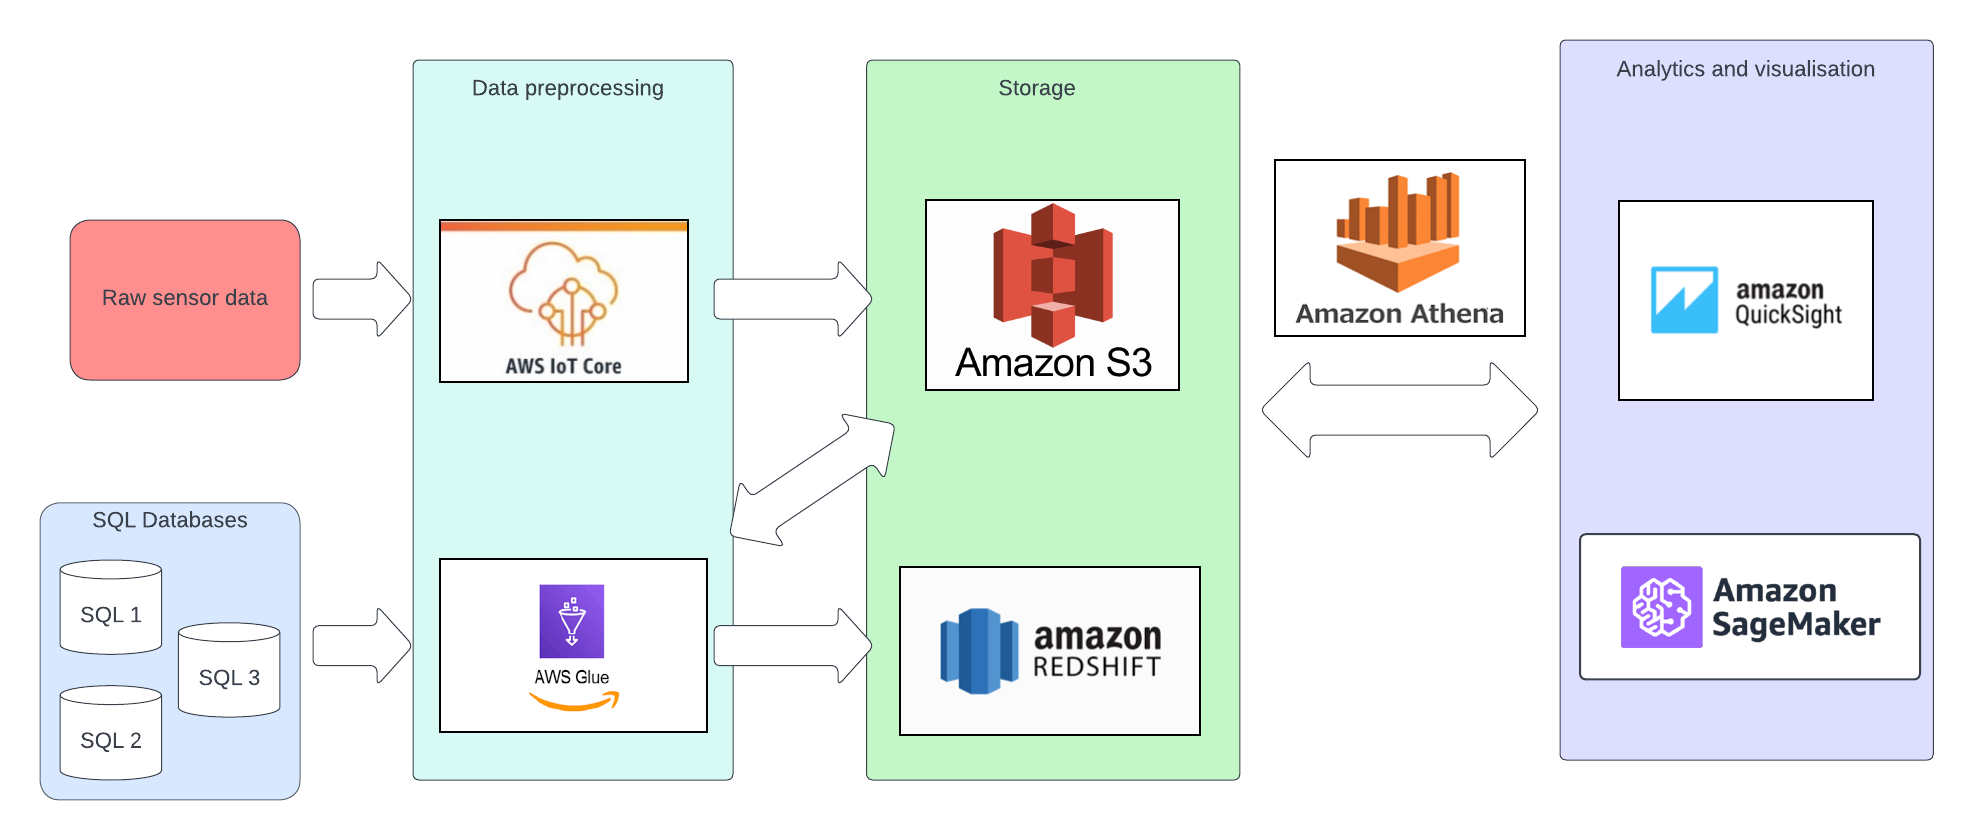 Data preprocessing
Storage
Analytics and visualisation
Raw sensor data
AWS IoT Core
Amazon S3
Amazon Athena
amazon
QuickSight
SQL Databases
SQL 1
SQL 3
SQL 2
AWS Glue
amazon
REDSHIFT
Amazon
SageMaker